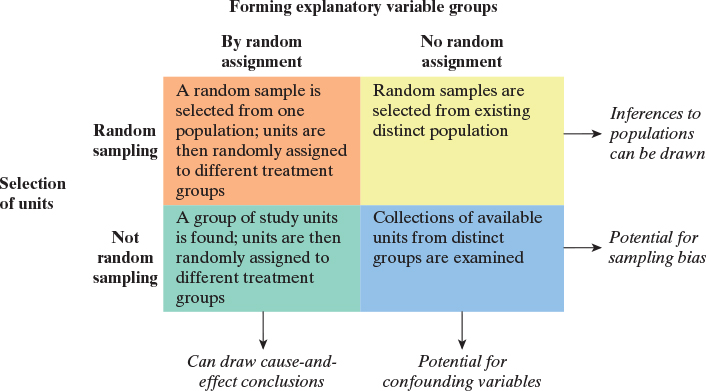 Forming explanatory variable groups
By random
assignment
No random
assignment
Selection
of units
Random
sampling
A random sample is
selected from one
population; units are
then randomly assigned
to different treatment
groups
Random samples are
selected from existing
distinct population
Inferences to
populations
can be drawn
Not
random
sampling
A group of study units
is found; units are then
randomly assigned to
different treatment
groups
Collections of available
units from distinct
groups are examined
Potential for
sampling bias
Can draw cause-and-
effect conclusions
Potential for
confounding variables